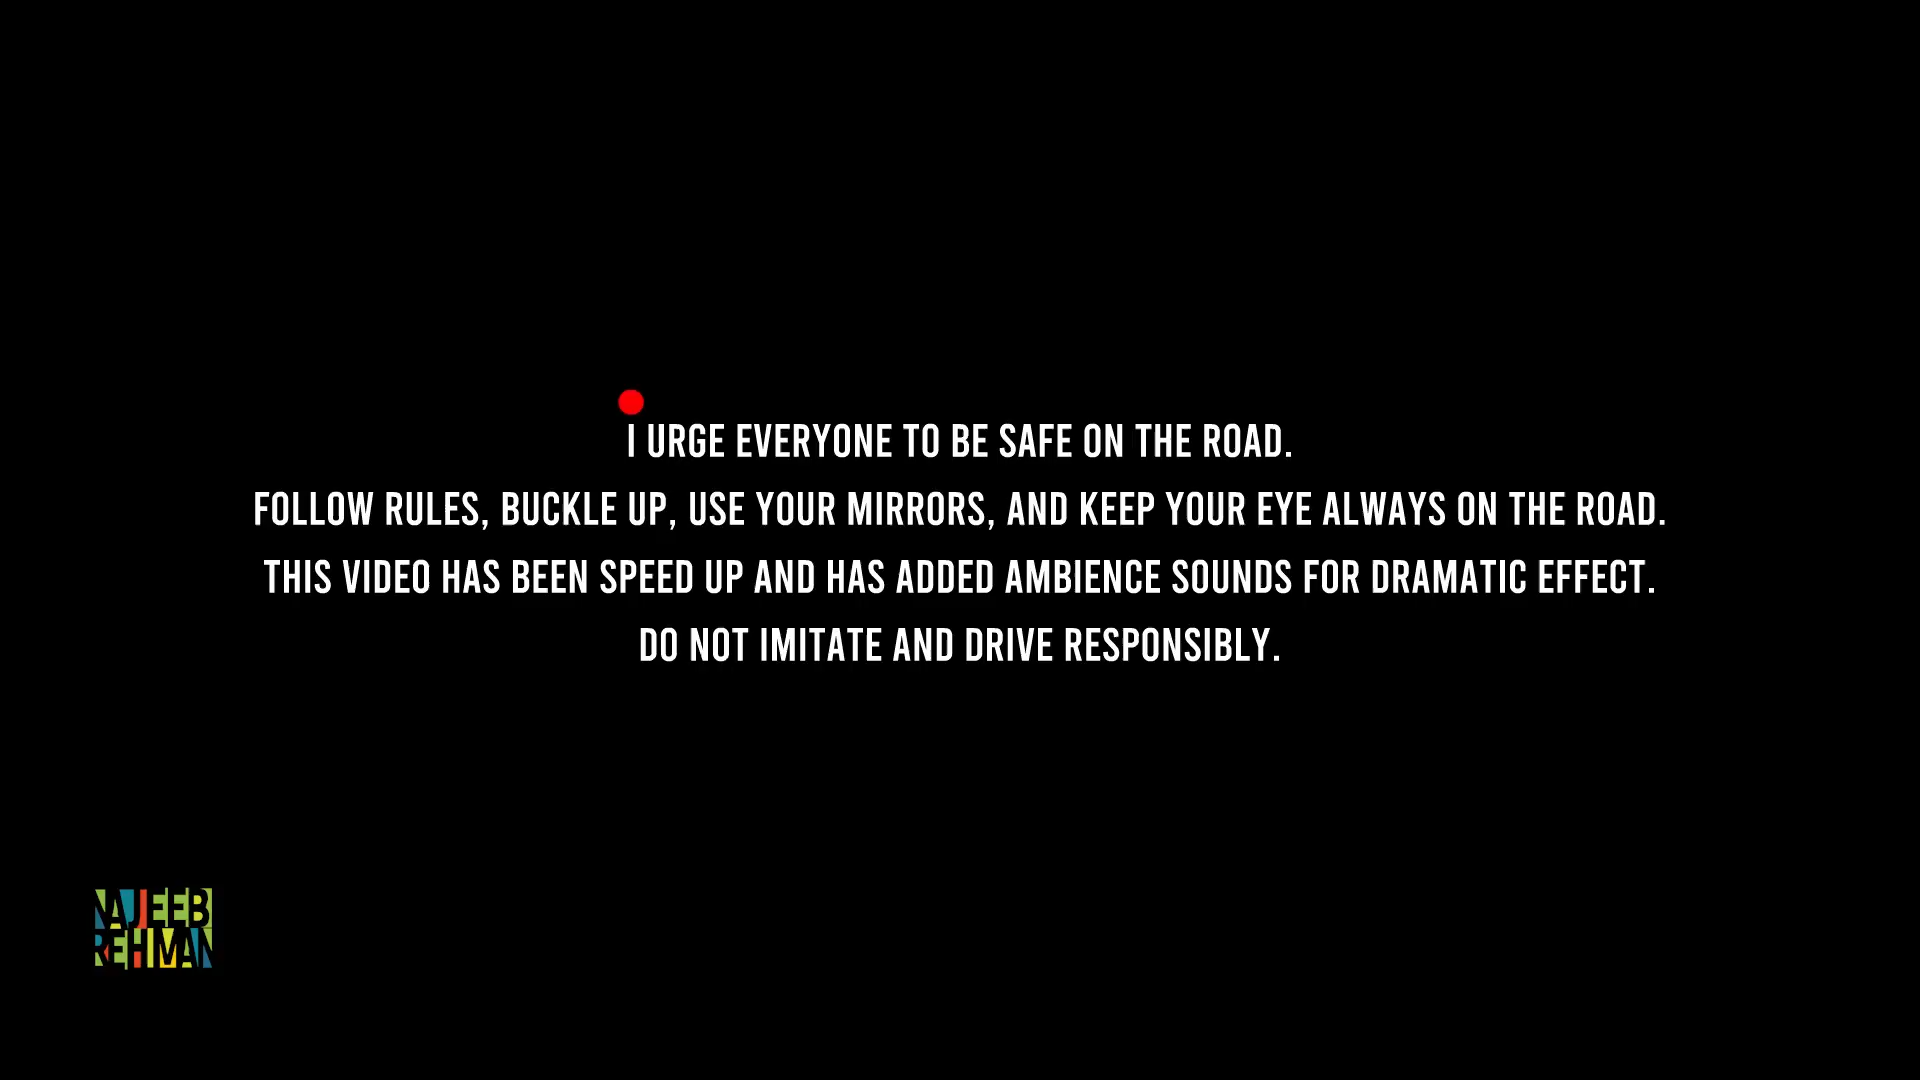 I URGE EVERYONE TO BE SAFE ON THE ROAD.
FOLLOW RULES, BUCKLE UP, USE YOUR MIRRORS, AND KEEP YOUR EYE ALWAYS ON THE ROAD.
THIS VIDEO HAS BEEN SPEED UP AND HAS ADDED AMBIENCE SOUNDS FOR DRAMATIC EFFECT.
DO NOT IMITATE AND DRIVE RESPONSIBLY.
NAJEEB
REHMAN